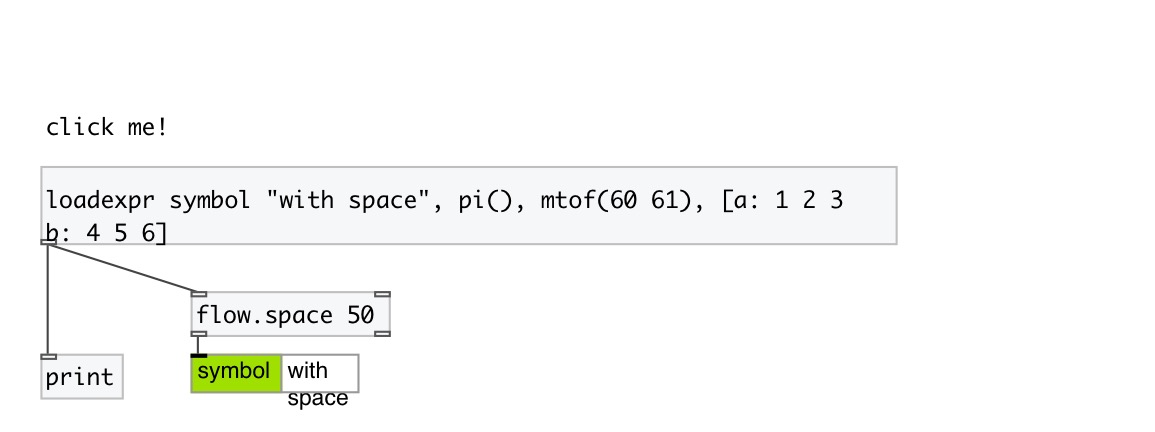 click me!
loadexpr symbol "with space", pi(), mtof(60 61), [a: 1 2 3
b: 4 5 6]
flow.space 50
print
symbol with
space